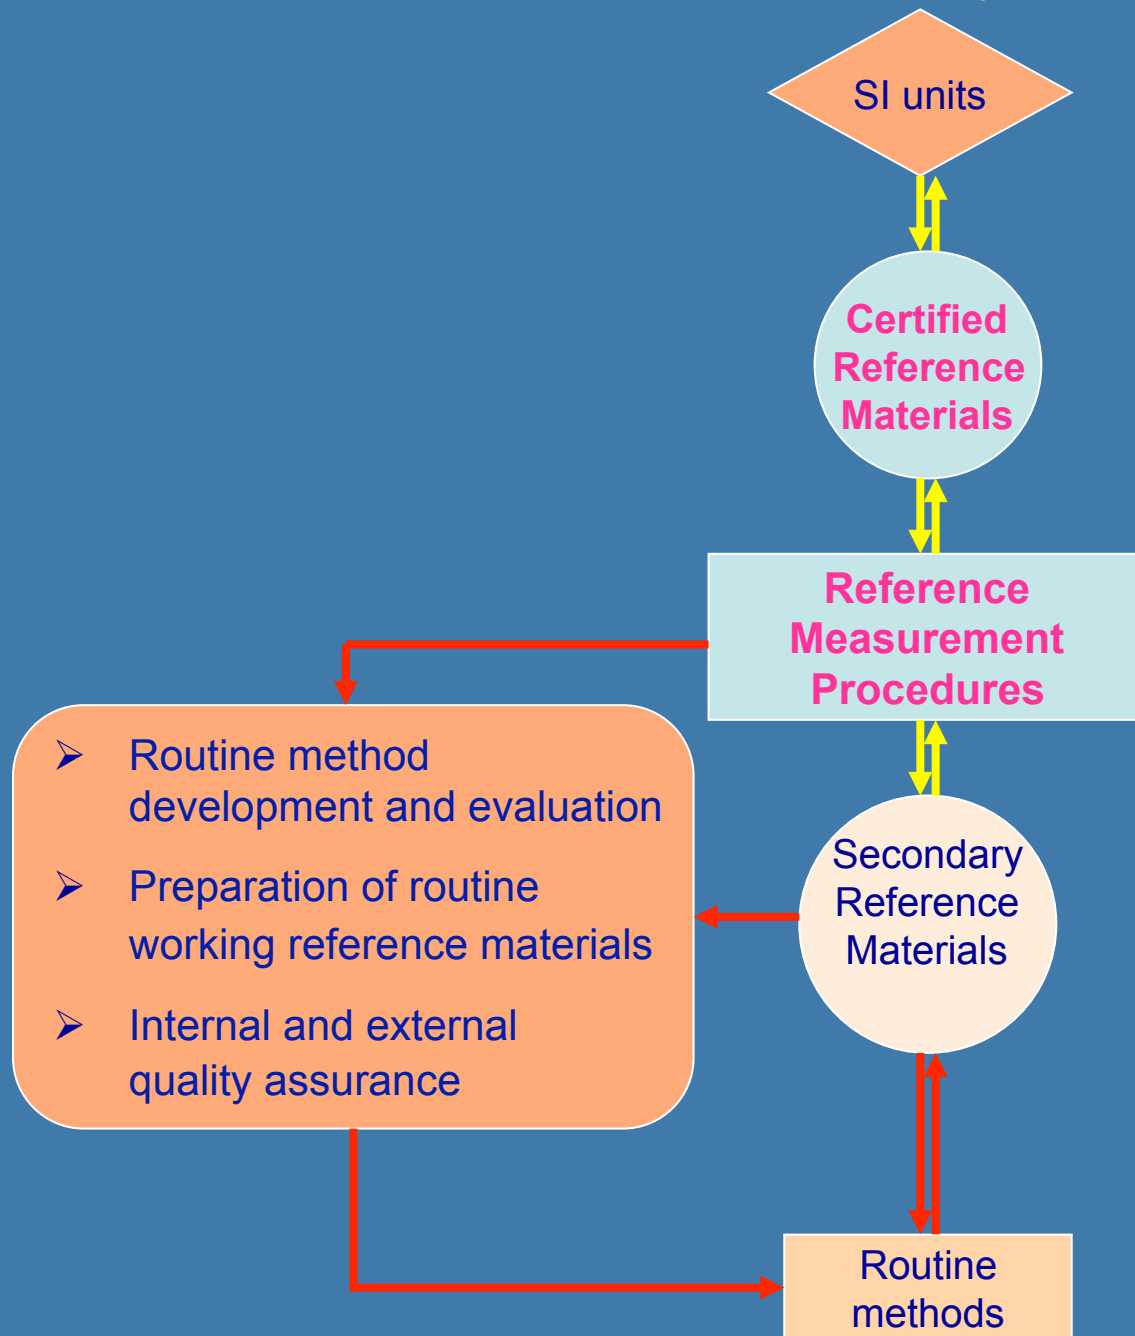 SI units
Certified
Reference
Materials
Reference
Measurement
Procedures
➢ Routine method
development and evaluation
➢ Preparation of routine
working reference materials
➢ Internal and external
quality assurance
Secondary
Reference
Materials
Routine
methods